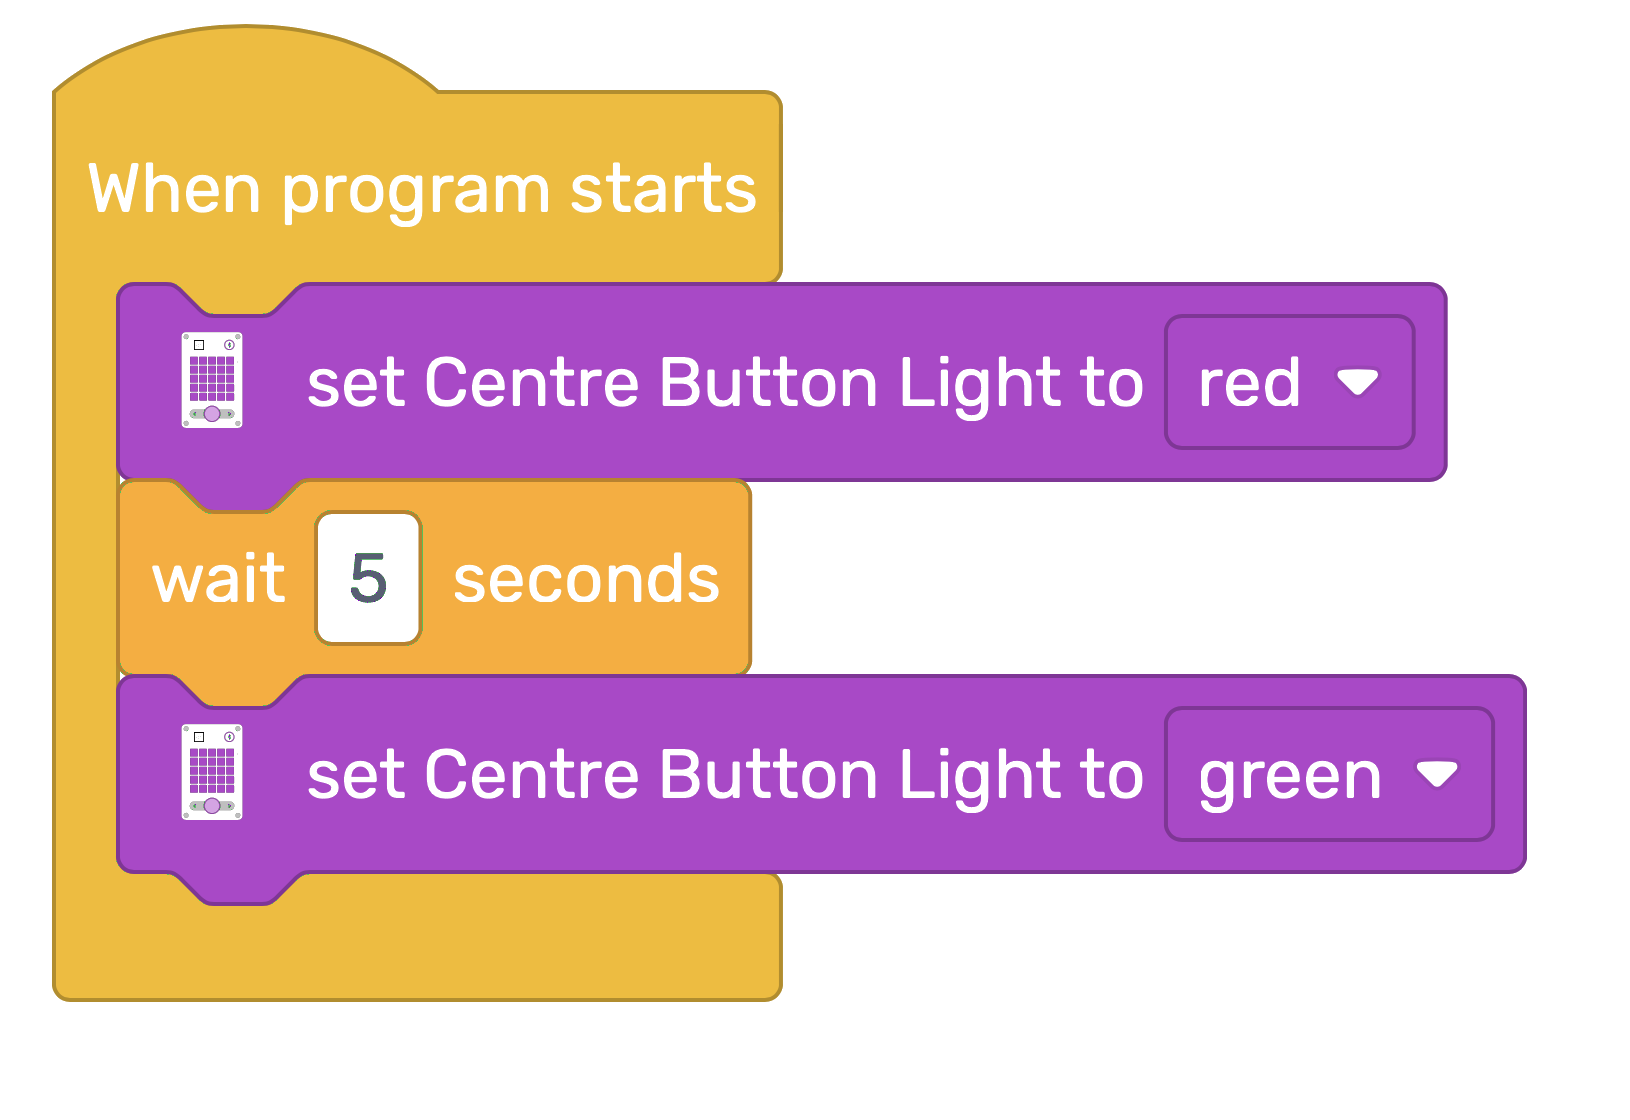 When program starts
set Centre Button Light to red
wait 5 seconds
set Centre Button Light to green